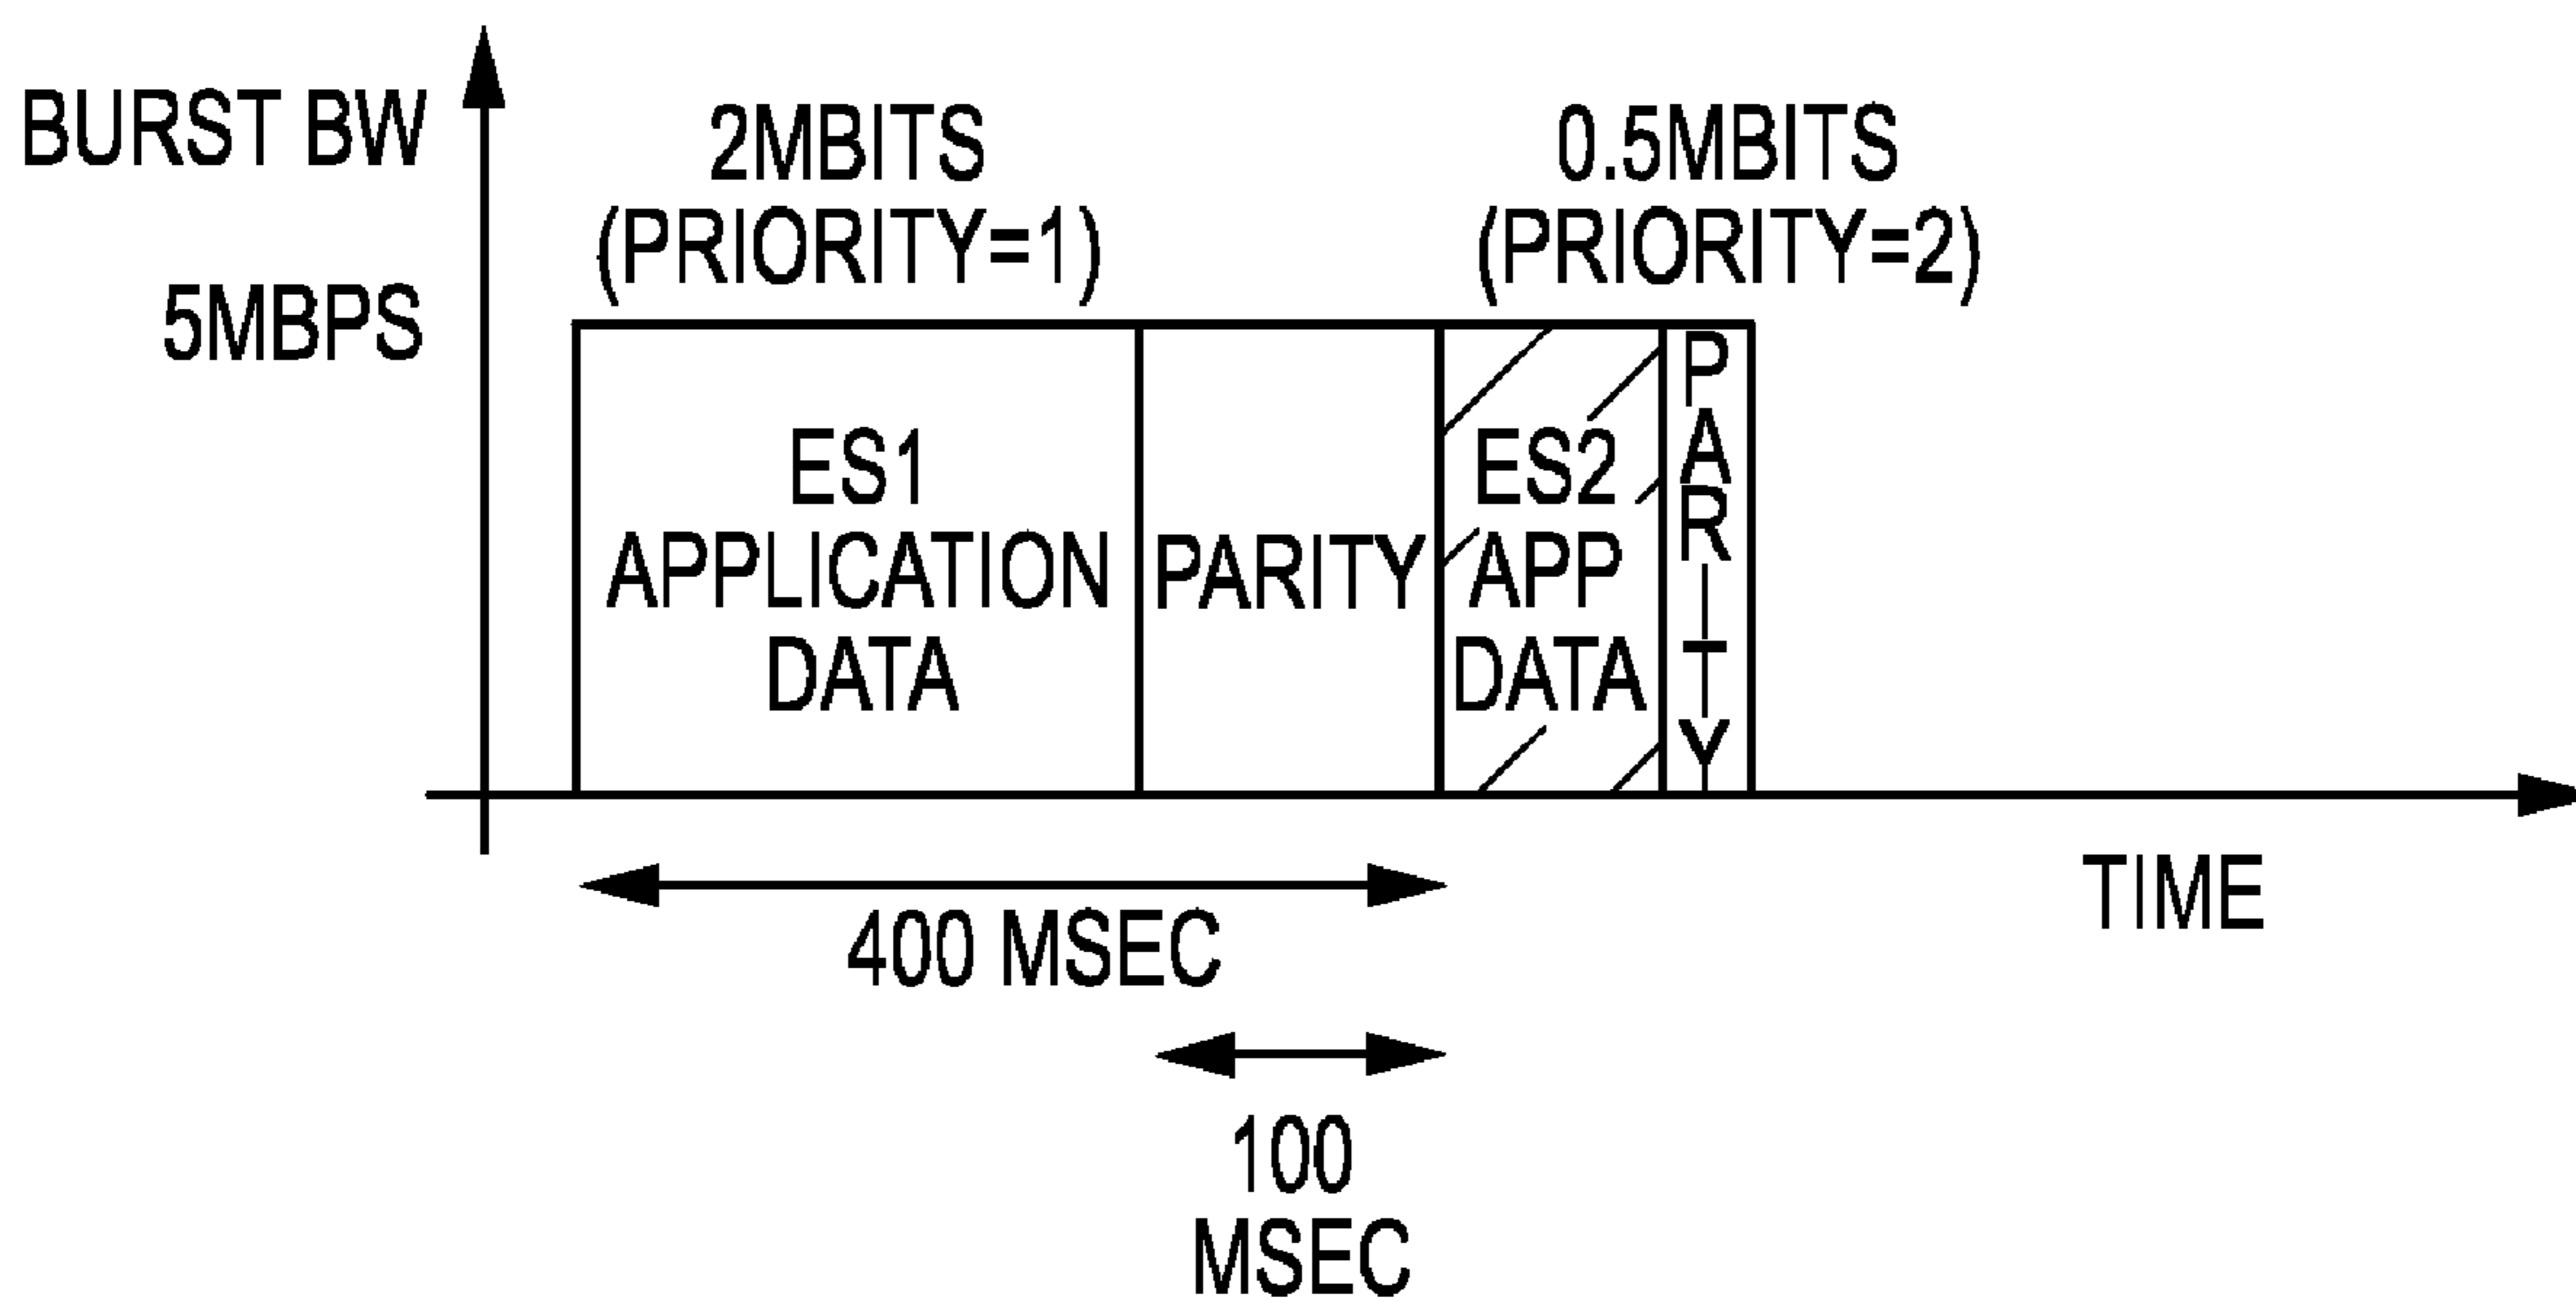 BURST BW
5MBPS
2MBITS
(PRIORITY=1)
0.5MBITS
(PRIORITY=2)
ES1
APPLICATION
DATA
PARITY
ES2
APP
DATA
PARITY
400 MSEC
TIME
100
MSEC